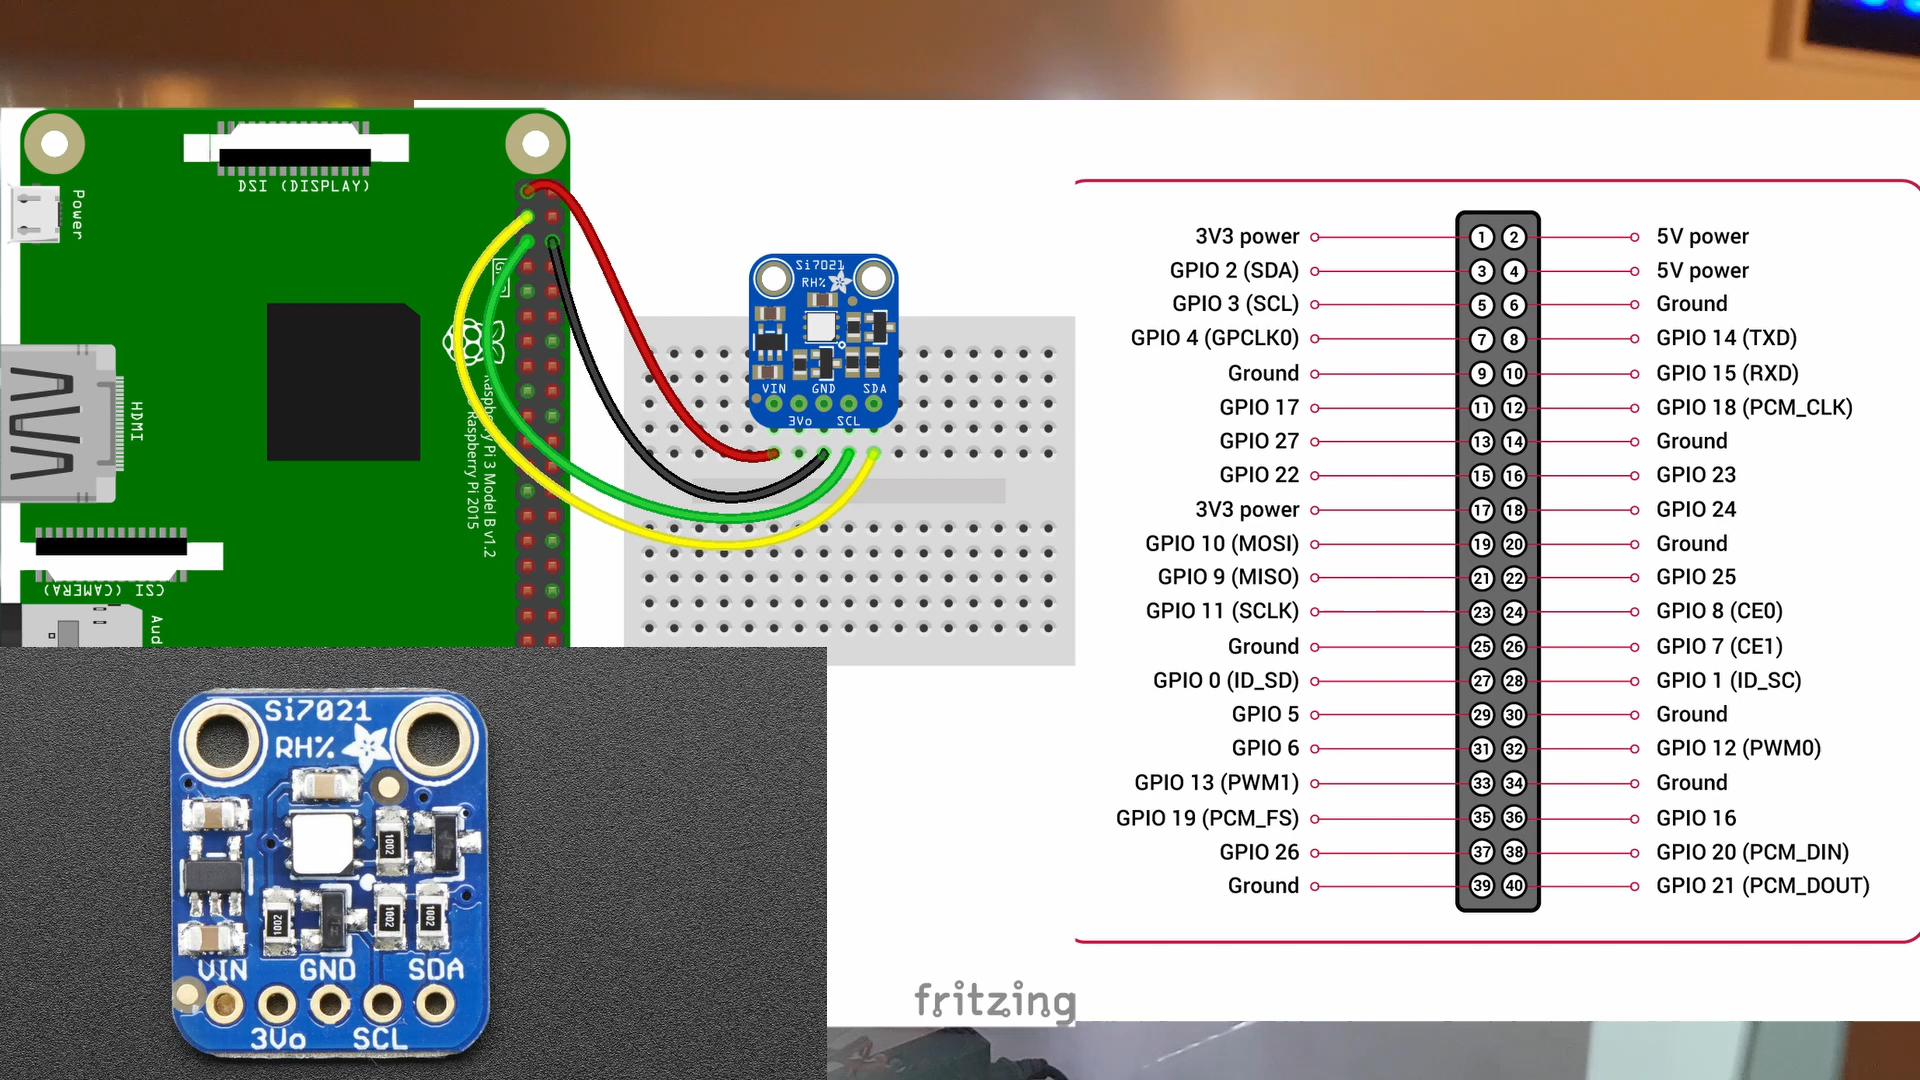 DSI (DISPLAY)
Power
HDMI
Raspberry Pi 3 Model B v1.2
Raspberry Pi 2015
CSI (CAMERA)
Aud
Si7021
RH%
VIN GND SDA
3Vo SCL
Si7021
RH%
1002
1002
1002
1002
VIN GND SDA
3Vo SCL
fritzing
3V3 power 1 2 5V power
GPIO 2 (SDA) 3 4 5V power
GPIO 3 (SCL) 5 6 Ground
GPIO 4 (GPCLK0) 7 8 GPIO 14 (TXD)
Ground 9 10 GPIO 15 (RXD)
GPIO 17 11 12 GPIO 18 (PCM_CLK)
GPIO 27 13 14 Ground
GPIO 22 15 16 GPIO 23
3V3 power 17 18 GPIO 24
GPIO 10 (MOSI) 19 20 Ground
GPIO 9 (MISO) 21 22 GPIO 25
GPIO 11 (SCLK) 23 24 GPIO 8 (CE0)
Ground 25 26 GPIO 7 (CE1)
GPIO 0 (ID_SD) 27 28 GPIO 1 (ID_SC)
GPIO 5 29 30 Ground
GPIO 6 31 32 GPIO 12 (PWM0)
GPIO 13 (PWM1) 33 34 Ground
GPIO 19 (PCM_FS) 35 36 GPIO 16
GPIO 26 37 38 GPIO 20 (PCM_DIN)
Ground 39 40 GPIO 21 (PCM_DOUT)